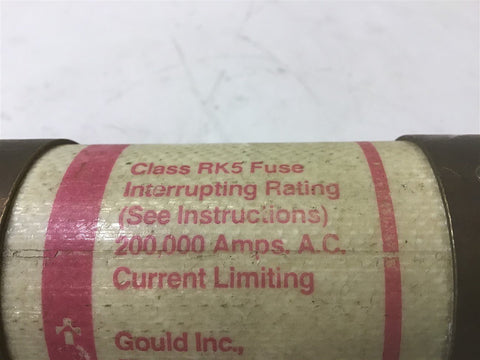 Class RK5 Fuse
Interrupting Rating
(See Instructions)
200,000 Amps. A.C.
Current Limiting
Gould Inc.,